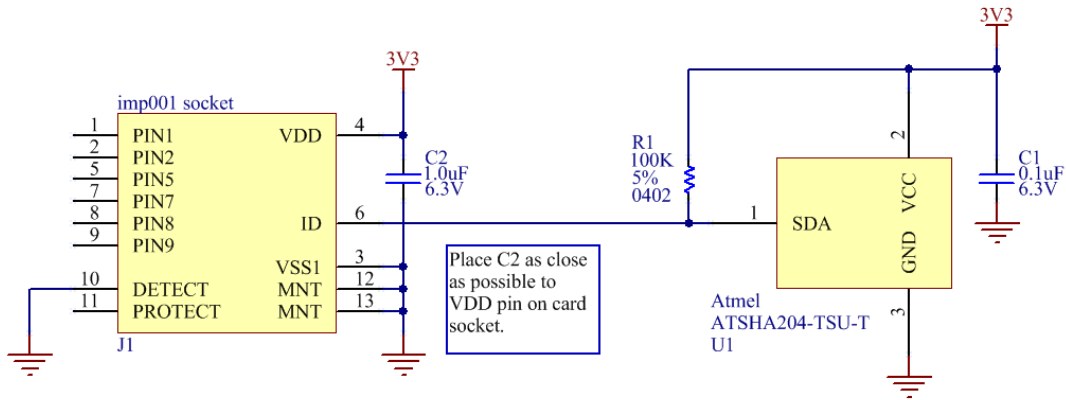 3V3
imp001 socket
1 PIN1
2 PIN2
5 PIN5
7 PIN7
8 PIN8
9 PIN9
10 DETECT
11 PROTECT
VDD 4
ID 6
VSS1 3
MNT 12
MNT 13
J1
C2
1.0uF
6.3V
Place C2 as close
as possible to
VDD pin on card
socket.
3V3
R1
100K
5%
0402
1 SDA
2 VCC
GND 3
C1
0.1uF
6.3V
Atmel
ATSHA204-TSU-T
U1